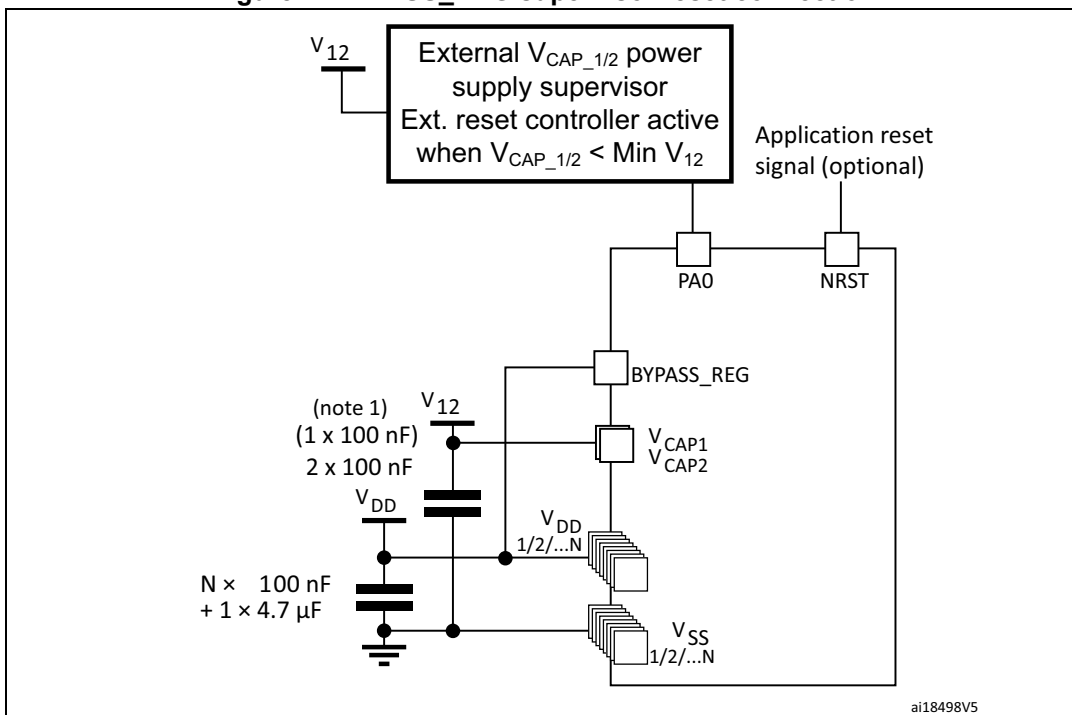 V12
External VCAP_1/2 power
supply supervisor
Ext. reset controller active
when VCAP_1/2 < Min V12
Application reset
signal (optional)
PA0
NRST
BYPASS_REG
(note 1)
(1 x 100 nF)
2 x 100 nF
V12
VCAP1
VCAP2
VDD
VDD
1/2/...N
N × 100 nF
+ 1 × 4.7 µF
VSS
1/2/...N
ai18498V5